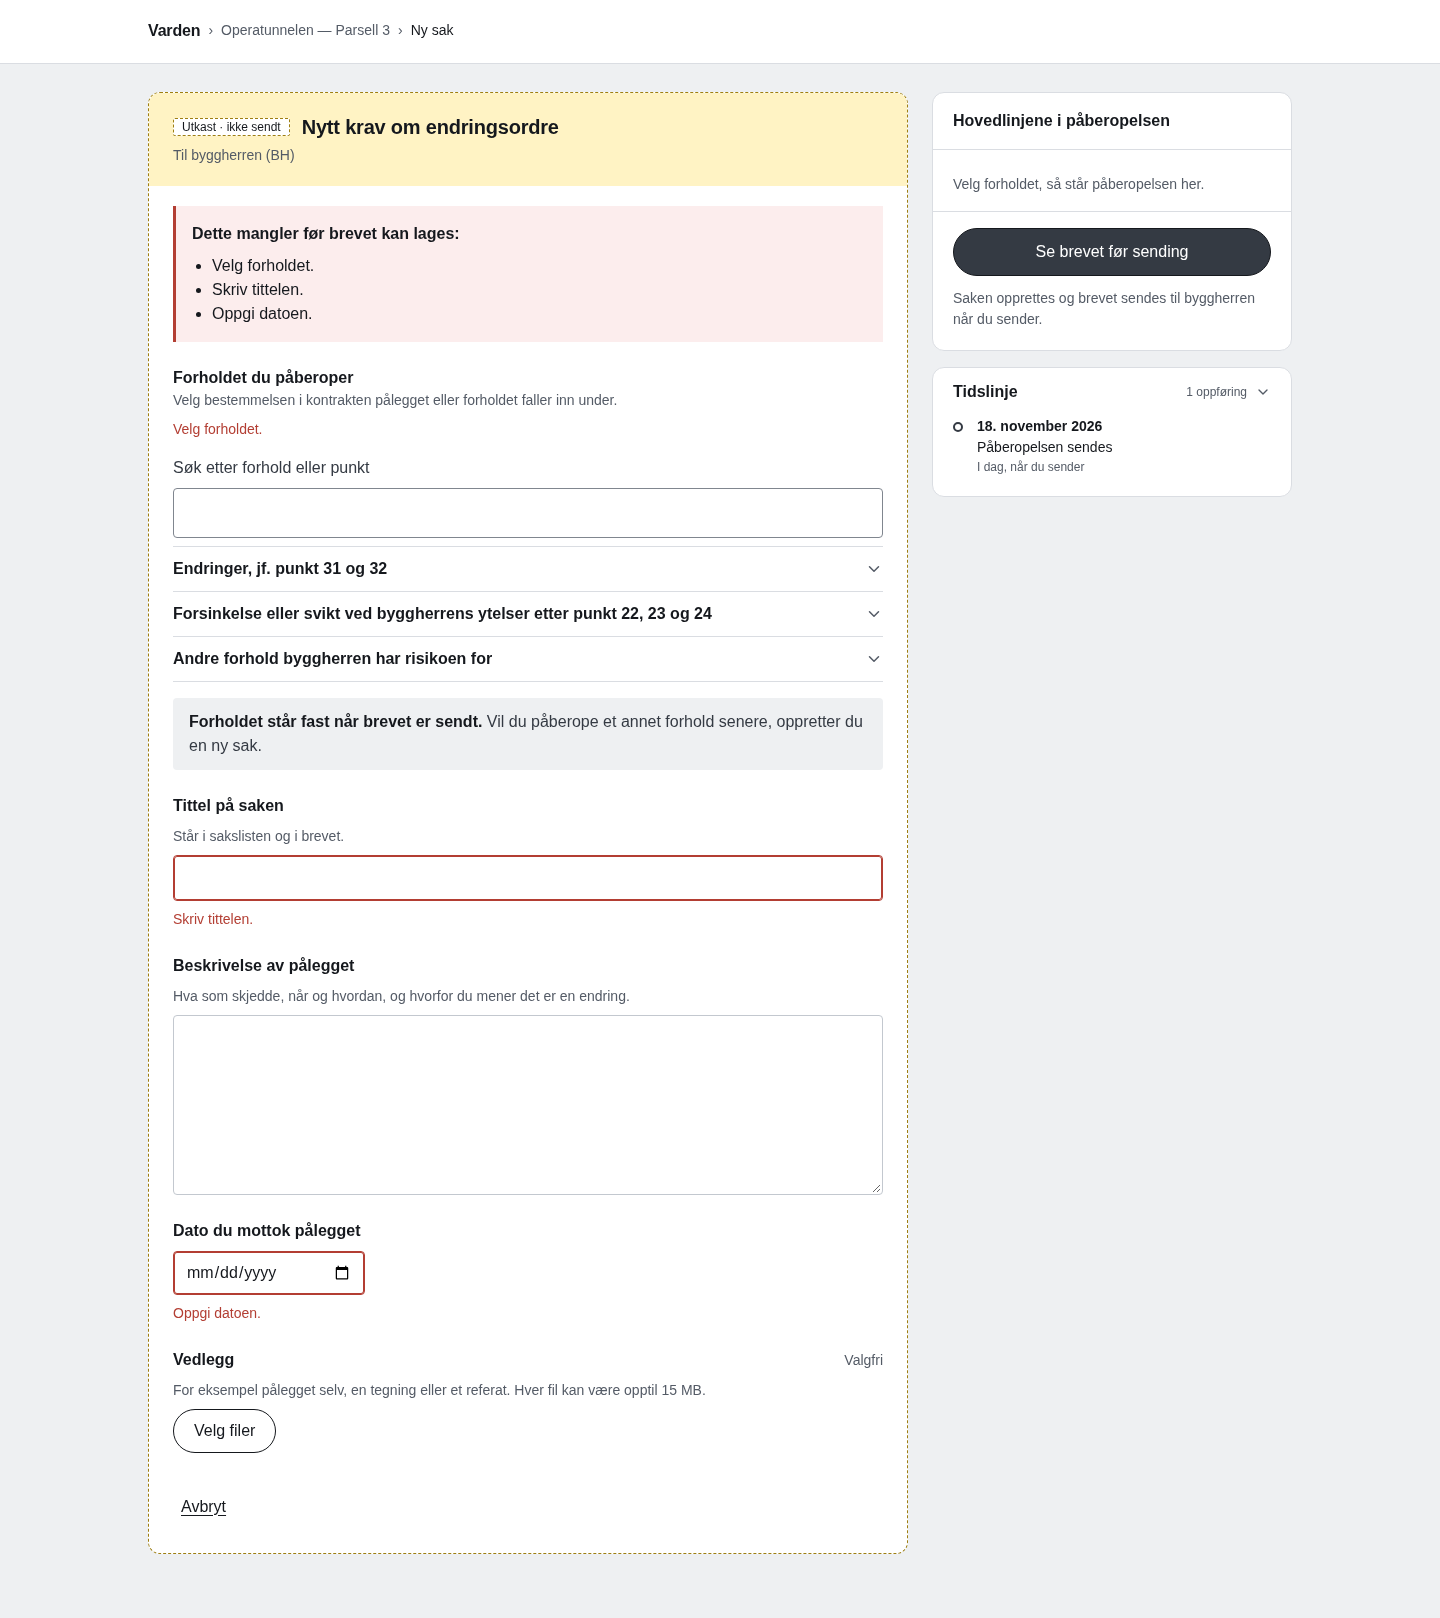 Varden › Operatunnelen — Parsell 3 › Ny sak
Utkast · ikke sendt Nytt krav om endringsordre
Til byggherren (BH)
Dette mangler før brevet kan lages:
• Velg forholdet.
• Skriv tittelen.
• Oppgi datoen.
Forholdet du påberoper
Velg bestemmelsen i kontrakten pålegget eller forholdet faller inn under.
Velg forholdet.
Søk etter forhold eller punkt
Endringer, jf. punkt 31 og 32
Forsinkelse eller svikt ved byggherrens ytelser etter punkt 22, 23 og 24
Andre forhold byggherren har risikoen for
Forholdet står fast når brevet er sendt. Vil du påberope et annet forhold senere, oppretter du
en ny sak.
Tittel på saken
Står i sakslisten og i brevet.
Skriv tittelen.
Beskrivelse av pålegget
Hva som skjedde, når og hvordan, og hvorfor du mener det er en endring.
Dato du mottok pålegget
mm/dd/yyyy
Oppgi datoen.
Vedlegg Valgfri
For eksempel pålegget selv, en tegning eller et referat. Hver fil kan være opptil 15 MB.
Velg filer
Avbryt
Hovedlinjene i påberopelsen
Velg forholdet, så står påberopelsen her.
Se brevet før sending
Saken opprettes og brevet sendes til byggherren
når du sender.
Tidslinje 1 oppføring
18. november 2026
Påberopelsen sendes
I dag, når du sender